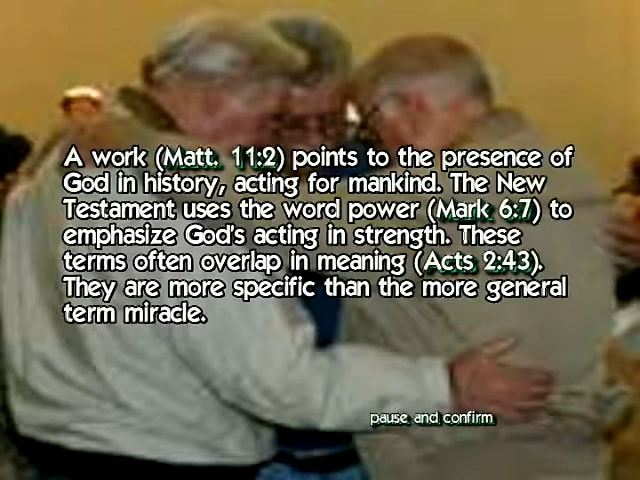 A work (Matt. 11:2) points to the presence of
God in history, acting for mankind. The New
Testament uses the word power (Mark 6:7) to
emphasize God's acting in strength. These
terms often overlap in meaning (Acts 2:43).
They are more specific than the more general
term miracle.
pause and confirm